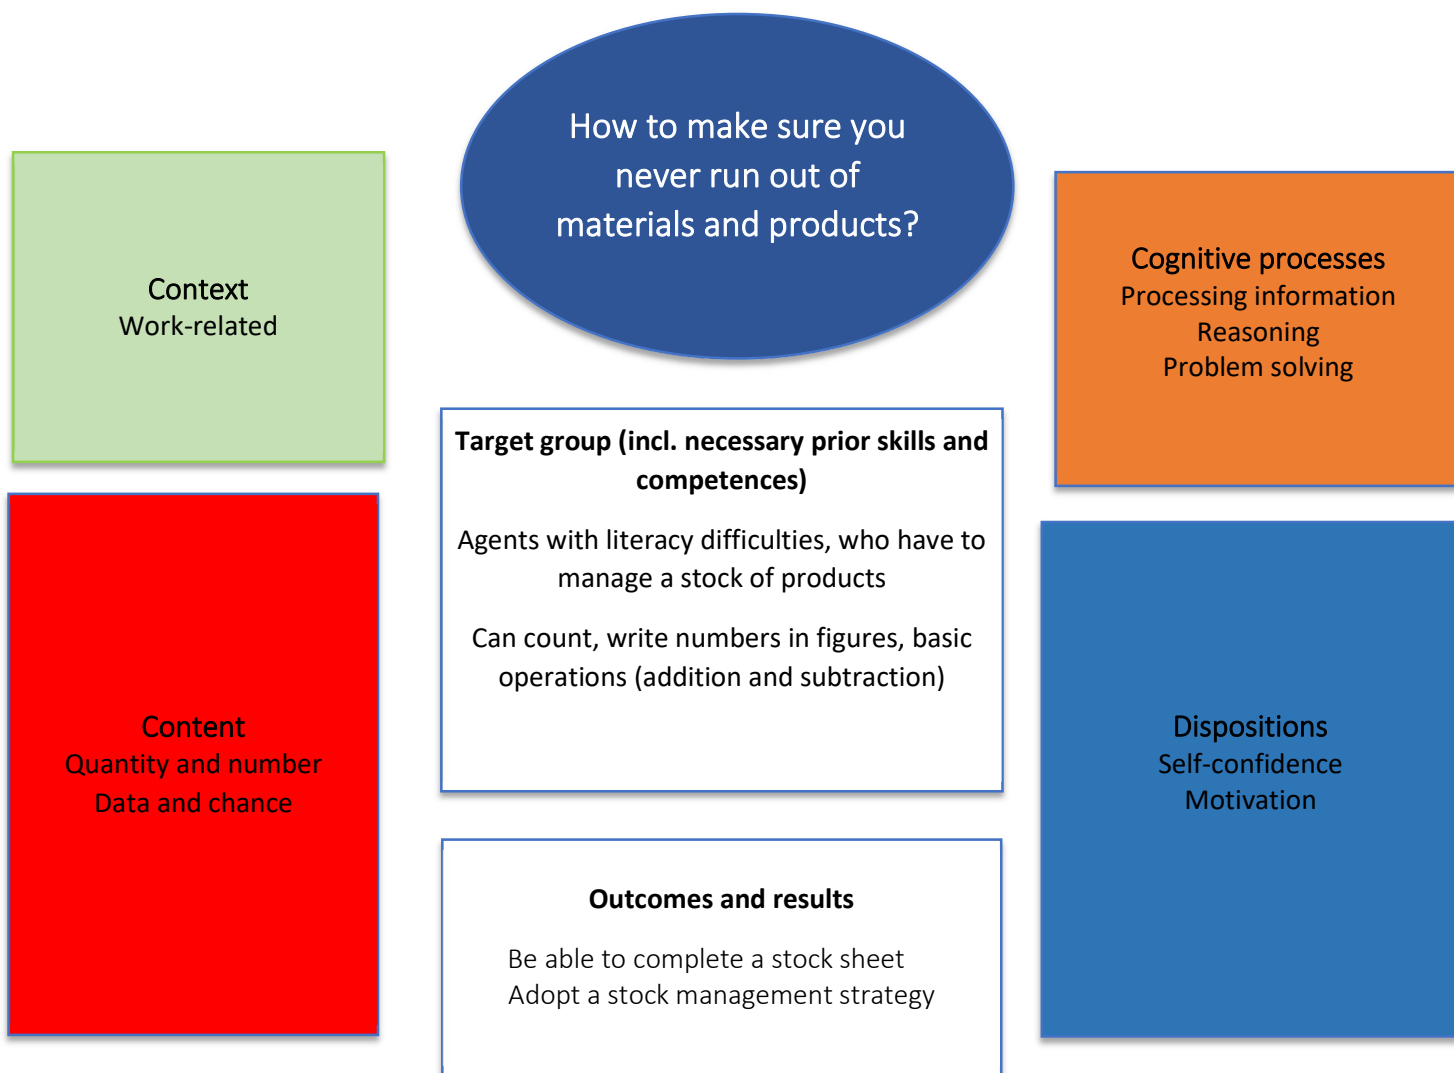 How to make sure you
never run out of
materials and products?
Context
Work-related
Cognitive processes
Processing information
Reasoning
Problem solving
Target group (incl. necessary prior skills and
competences)
Agents with literacy difficulties, who have to
manage a stock of products
Can count, write numbers in figures, basic
operations (addition and subtraction)
Content
Quantity and number
Data and chance
Dispositions
Self-confidence
Motivation
Outcomes and results
Be able to complete a stock sheet
Adopt a stock management strategy